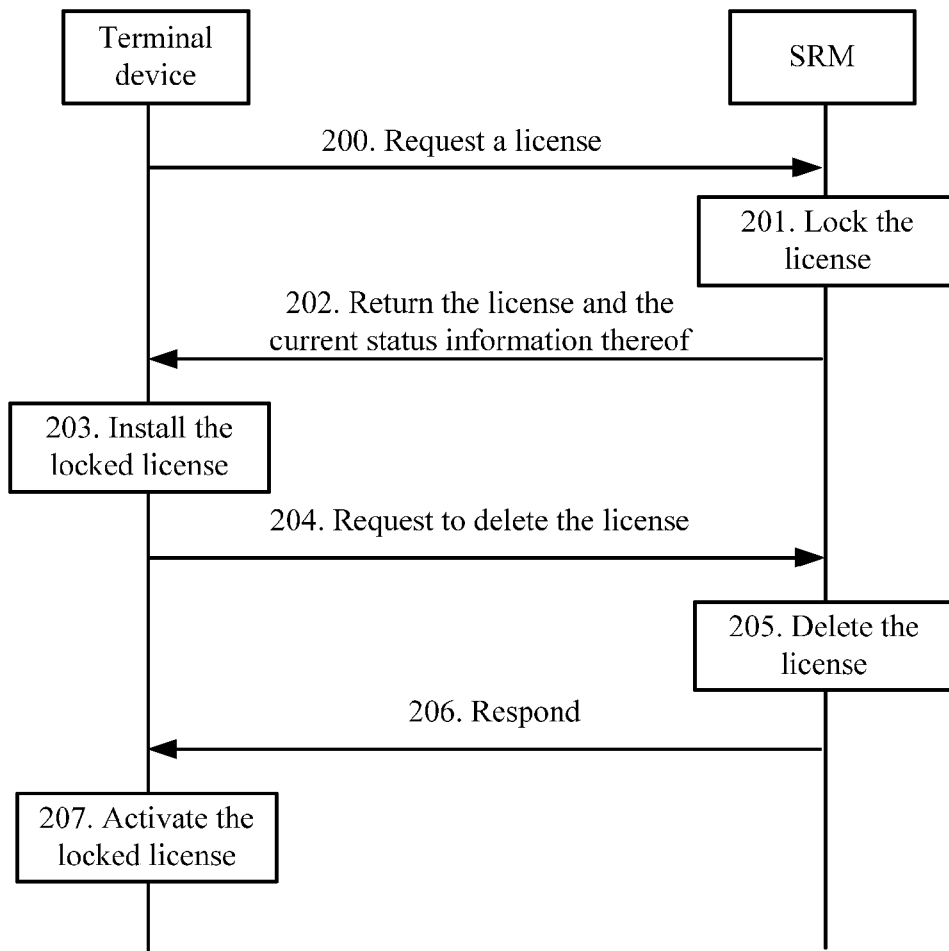 Terminal
device
SRM
200. Request a license
201. Lock the
license
202. Return the license and the
current status information thereof
203. Install the
locked license
204. Request to delete the license
205. Delete the
license
206. Respond
207. Activate the
locked license